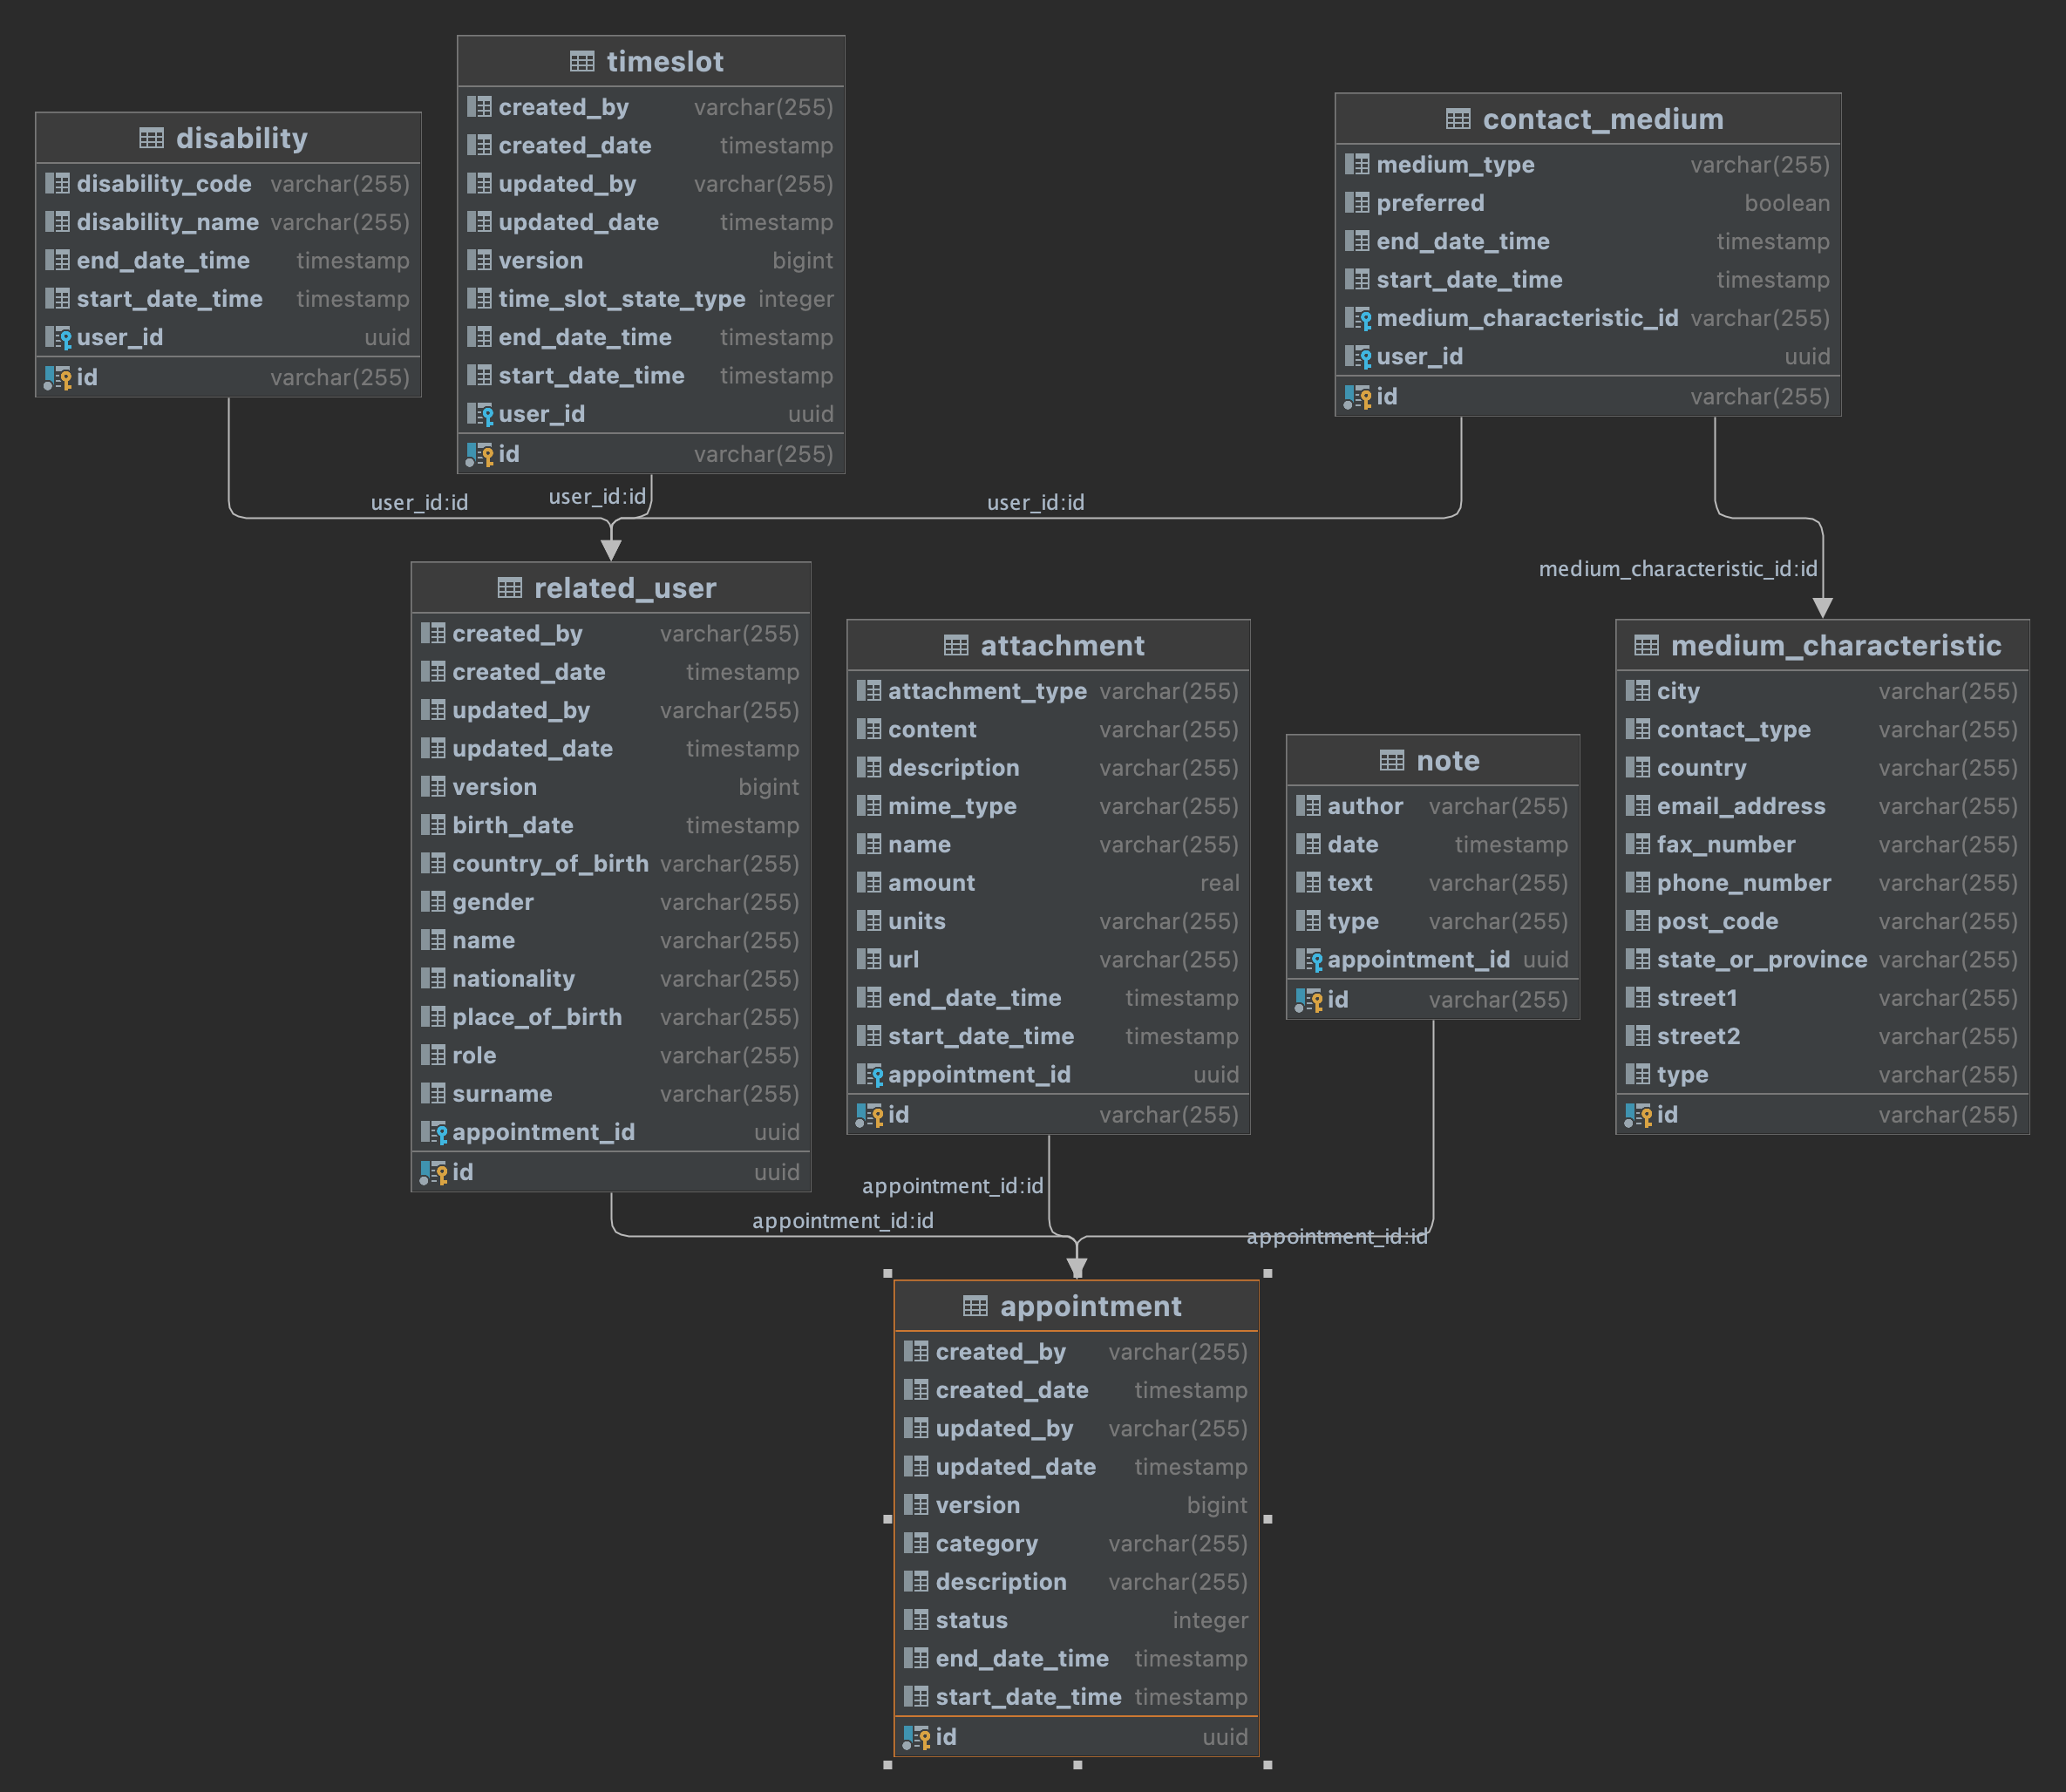 timeslot
created_by varchar(255)
created_date timestamp
updated_by varchar(255)
updated_date timestamp
version bigint
time_slot_state_type integer
end_date_time timestamp
start_date_time timestamp
user_id uuid
id varchar(255)
disability
disability_code varchar(255)
disability_name varchar(255)
end_date_time timestamp
start_date_time timestamp
user_id uuid
id varchar(255)
contact_medium
medium_type varchar(255)
preferred boolean
end_date_time timestamp
start_date_time timestamp
medium_characteristic_id varchar(255)
user_id uuid
id varchar(255)
user_id:id
user_id:id
user_id:id
medium_characteristic_id:id
related_user
created_by varchar(255)
created_date timestamp
updated_by varchar(255)
updated_date timestamp
version bigint
birth_date timestamp
country_of_birth varchar(255)
gender varchar(255)
name varchar(255)
nationality varchar(255)
place_of_birth varchar(255)
role varchar(255)
surname varchar(255)
appointment_id uuid
id uuid
attachment
attachment_type varchar(255)
content varchar(255)
description varchar(255)
mime_type varchar(255)
name varchar(255)
amount real
units varchar(255)
url varchar(255)
end_date_time timestamp
start_date_time timestamp
appointment_id uuid
id varchar(255)
note
author varchar(255)
date timestamp
text varchar(255)
type varchar(255)
appointment_id uuid
id varchar(255)
medium_characteristic
city varchar(255)
contact_type varchar(255)
country varchar(255)
email_address varchar(255)
fax_number varchar(255)
phone_number varchar(255)
post_code varchar(255)
state_or_province varchar(255)
street1 varchar(255)
street2 varchar(255)
type varchar(255)
id varchar(255)
appointment_id:id
appointment_id:id
appointment_id:id
appointment
created_by varchar(255)
created_date timestamp
updated_by varchar(255)
updated_date timestamp
version bigint
category varchar(255)
description varchar(255)
status integer
end_date_time timestamp
start_date_time timestamp
id uuid